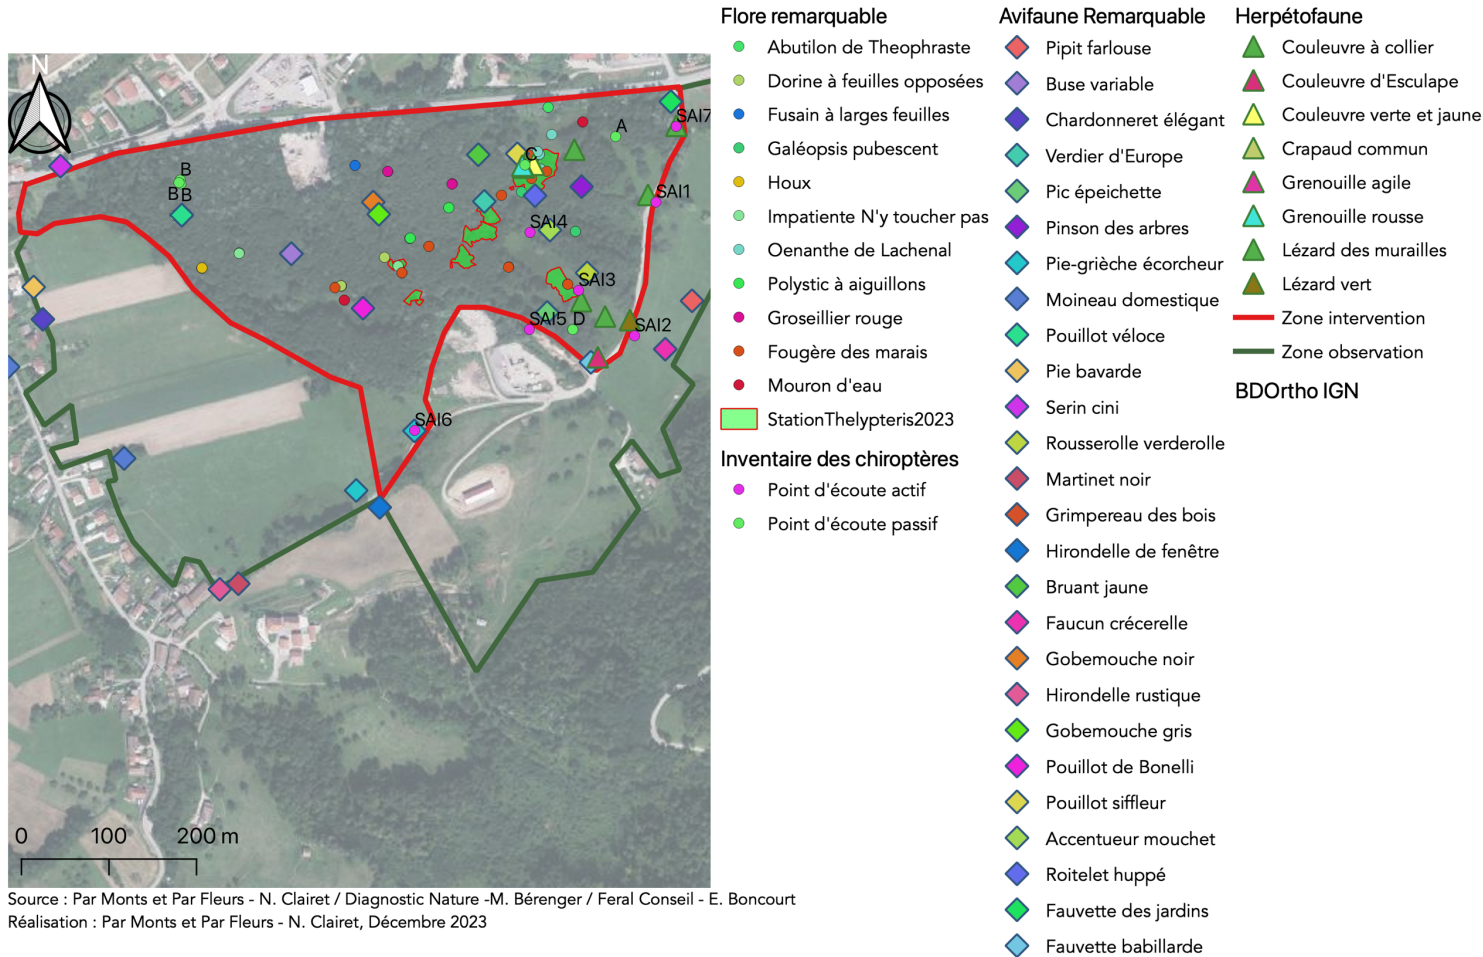 N
A
SAI7
C
B
B B
SAI1
SAI4
SAI3
SAI5 D
SAI2
SAI6
0 100 200 m
Source : Par Monts et Par Fleurs - N. Clairet / Diagnostic Nature -M. Bérenger / Feral Conseil - E. Boncourt
Réalisation : Par Monts et Par Fleurs - N. Clairet, Décembre 2023
Flore remarquable
Abutilon de Theophraste
Dorine à feuilles opposées
Fusain à larges feuilles
Galéopsis pubescent
Houx
Impatiente N'y toucher pas
Oenanthe de Lachenal
Polystic à aiguillons
Groseillier rouge
Fougère des marais
Mouron d'eau
StationThelypteris2023
Inventaire des chiroptères
Point d'écoute actif
Point d'écoute passif
Avifaune Remarquable
Pipit farlouse
Buse variable
Chardonneret élégant
Verdier d'Europe
Pic épeichette
Pinson des arbres
Pie-grièche écorcheur
Moineau domestique
Pouillot véloce
Pie bavarde
Serin cini
Rousserolle verderolle
Martinet noir
Grimpereau des bois
Hirondelle de fenêtre
Bruant jaune
Faucun crécerelle
Gobemouche noir
Hirondelle rustique
Gobemouche gris
Pouillot de Bonelli
Pouillot siffleur
Accentueur mouchet
Roitelet huppé
Fauvette des jardins
Fauvette babillarde
Herpétofaune
Couleuvre à collier
Couleuvre d'Esculape
Couleuvre verte et jaune
Crapaud commun
Grenouille agile
Grenouille rousse
Lézard des murailles
Lézard vert
Zone intervention
Zone observation
BDOrtho IGN